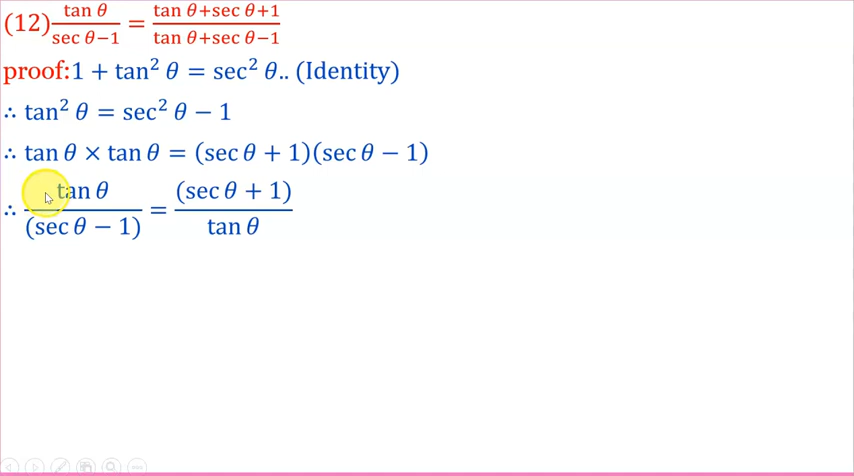 (12) tan θ / sec θ−1 = tan θ+sec θ+1 / tan θ+sec θ−1
proof: 1 + tan² θ = sec² θ.. (Identity)
∴ tan² θ = sec² θ − 1
∴ tan θ × tan θ = (sec θ + 1)(sec θ − 1)
∴ tan θ / (sec θ − 1) = (sec θ + 1) / tan θ